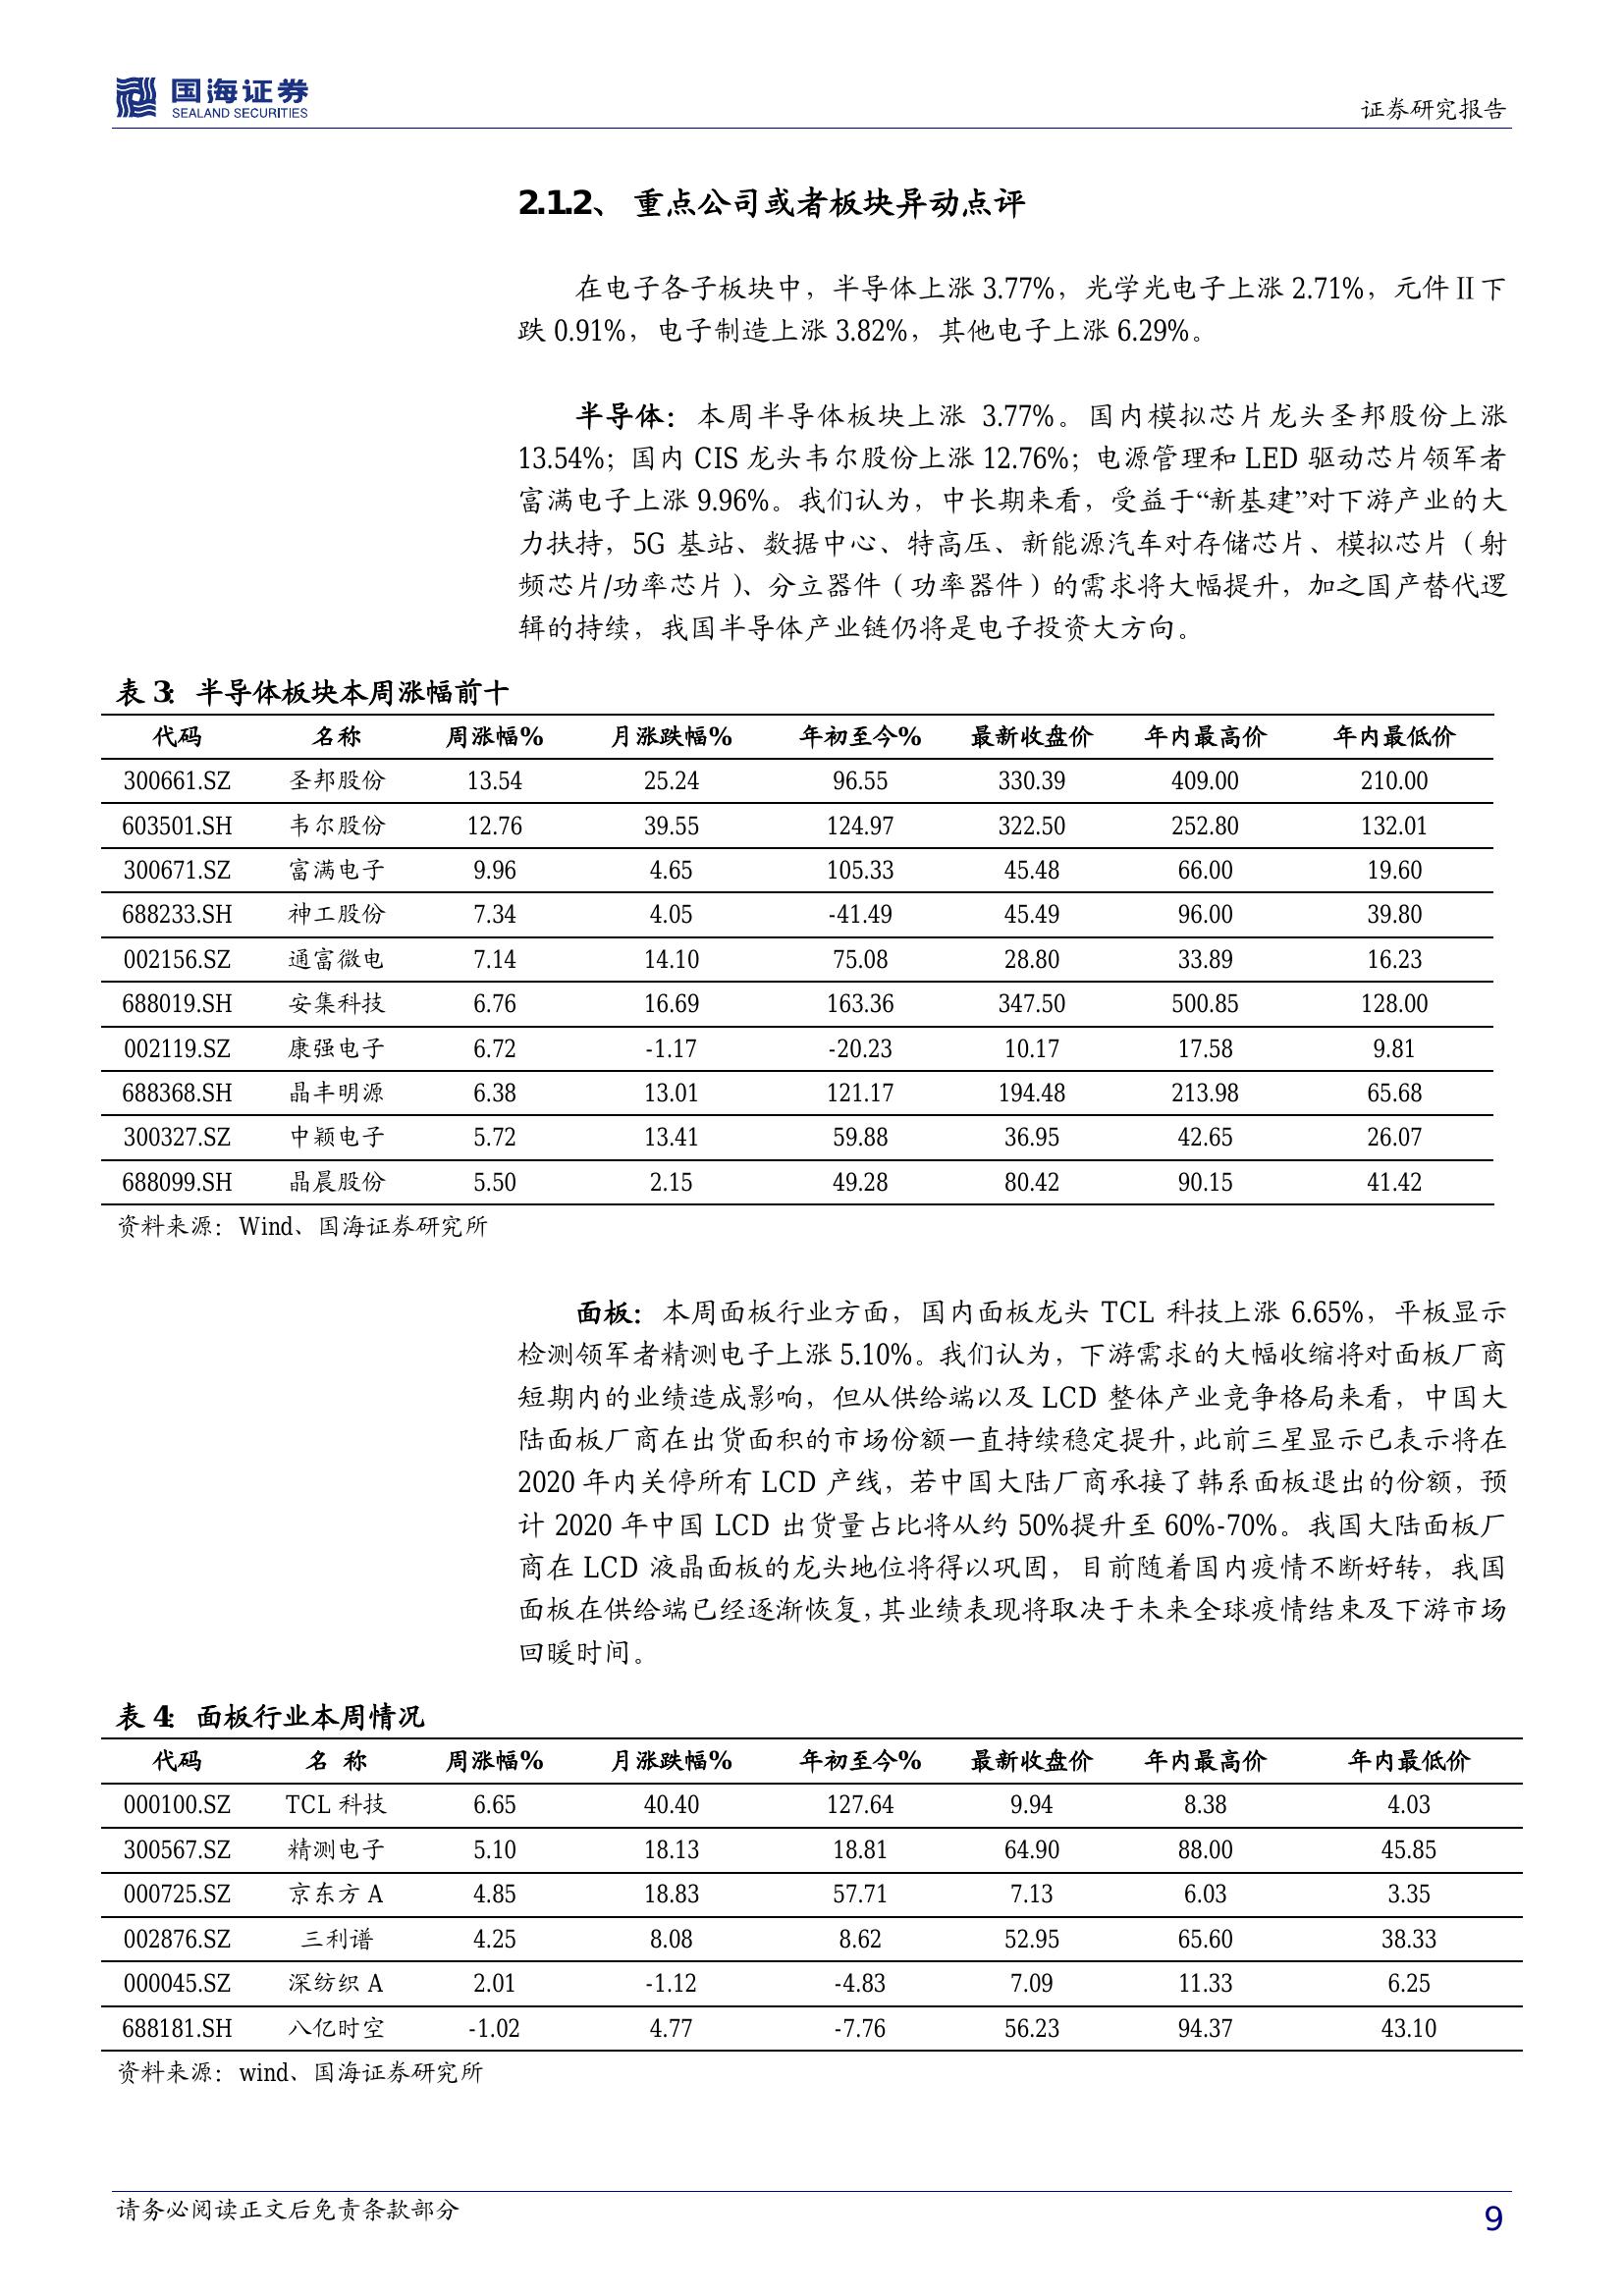 国海证券
SEALAND SECURITIES
证券研究报告
2.1.2、 重点公司或者板块异动点评
在电子各子板块中，半导体上涨 3.77%，光学光电子上涨 2.71%，元件Ⅱ下
跌 0.91%，电子制造上涨 3.82%，其他电子上涨 6.29%。
半导体：本周半导体板块上涨 3.77%。国内模拟芯片龙头圣邦股份上涨
13.54%；国内 CIS 龙头韦尔股份上涨 12.76%；电源管理和 LED 驱动芯片领军者
富满电子上涨 9.96%。我们认为，中长期来看，受益于“新基建”对下游产业的大
力扶持，5G 基站、数据中心、特高压、新能源汽车对存储芯片、模拟芯片（射
频芯片/功率芯片）、分立器件（功率器件）的需求将大幅提升，加之国产替代逻
辑的持续，我国半导体产业链仍将是电子投资大方向。
表 3：半导体板块本周涨幅前十
代码 名称 周涨幅% 月涨跌幅% 年初至今% 最新收盘价 年内最高价 年内最低价
300661.SZ 圣邦股份 13.54 25.24 96.55 330.39 409.00 210.00
603501.SH 韦尔股份 12.76 39.55 124.97 322.50 252.80 132.01
300671.SZ 富满电子 9.96 4.65 105.33 45.48 66.00 19.60
688233.SH 神工股份 7.34 4.05 -41.49 45.49 96.00 39.80
002156.SZ 通富微电 7.14 14.10 75.08 28.80 33.89 16.23
688019.SH 安集科技 6.76 16.69 163.36 347.50 500.85 128.00
002119.SZ 康强电子 6.72 -1.17 -20.23 10.17 17.58 9.81
688368.SH 晶丰明源 6.38 13.01 121.17 194.48 213.98 65.68
300327.SZ 中颖电子 5.72 13.41 59.88 36.95 42.65 26.07
688099.SH 晶晨股份 5.50 2.15 49.28 80.42 90.15 41.42
资料来源：Wind、国海证券研究所
面板：本周面板行业方面，国内面板龙头 TCL 科技上涨 6.65%，平板显示
检测领军者精测电子上涨 5.10%。我们认为，下游需求的大幅收缩将对面板厂商
短期内的业绩造成影响，但从供给端以及 LCD 整体产业竞争格局来看，中国大
陆面板厂商在出货面积的市场份额一直持续稳定提升，此前三星显示已表示将在
2020 年内关停所有 LCD 产线，若中国大陆厂商承接了韩系面板退出的份额，预
计 2020 年中国 LCD 出货量占比将从约 50%提升至 60%-70%。我国大陆面板厂
商在 LCD 液晶面板的龙头地位将得以巩固，目前随着国内疫情不断好转，我国
面板在供给端已经逐渐恢复，其业绩表现将取决于未来全球疫情结束及下游市场
回暖时间。
表 4：面板行业本周情况
代码 名 称 周涨幅% 月涨跌幅% 年初至今% 最新收盘价 年内最高价 年内最低价
000100.SZ TCL 科技 6.65 40.40 127.64 9.94 8.38 4.03
300567.SZ 精测电子 5.10 18.13 18.81 64.90 88.00 45.85
000725.SZ 京东方 A 4.85 18.83 57.71 7.13 6.03 3.35
002876.SZ 三利谱 4.25 8.08 8.62 52.95 65.60 38.33
000045.SZ 深纺织 A 2.01 -1.12 -4.83 7.09 11.33 6.25
688181.SH 八亿时空 -1.02 4.77 -7.76 56.23 94.37 43.10
资料来源：wind、国海证券研究所
请务必阅读正文后免责条款部分
9